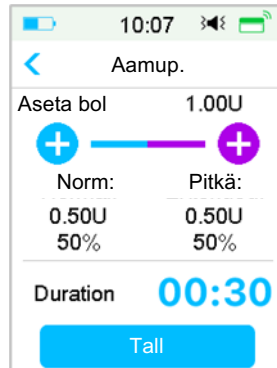 10:07
Aamup.
Aseta bol 1.00U
Norm: Pitkä:
0.50U 0.50U
50% 50%
Duration 00:30
Tall